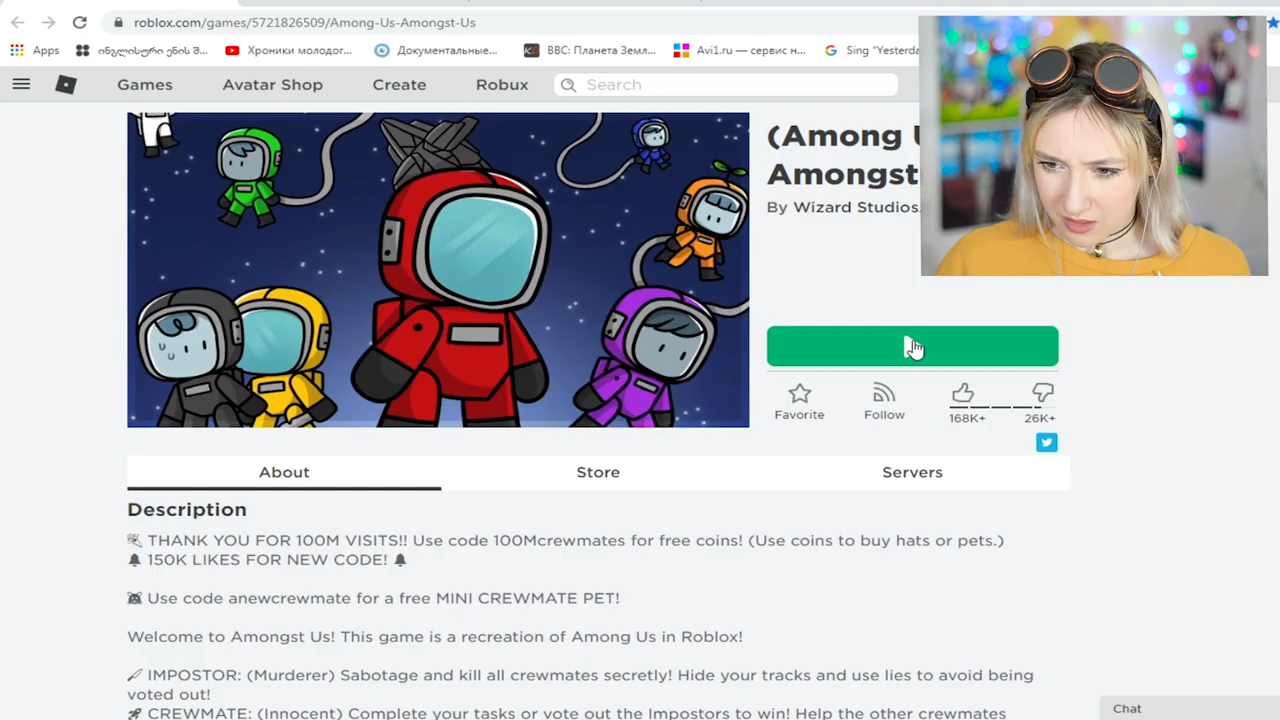 roblox.com/games/5721826509/Among-Us-Amongst-Us
Apps ინგლისური ენის შ... Хроники молодог... Документальные... BBC: Планета Земл... Avi1.ru — сервис н... Sing "Yesterda
Games Avatar Shop Create Robux Search
(Among
Amongst
By Wizard Studios.
Favorite Follow 168K+ 26K+
About Store Servers
Description
THANK YOU FOR 100M VISITS!! Use code 100Mcrewmates for free coins! (Use coins to buy hats or pets.)
150K LIKES FOR NEW CODE!
Use code anewcrewmate for a free MINI CREWMATE PET!
Welcome to Amongst Us! This game is a recreation of Among Us in Roblox!
IMPOSTOR: (Murderer) Sabotage and kill all crewmates secretly! Hide your tracks and use lies to avoid being
voted out!
CREWMATE: (Innocent) Complete your tasks or vote out the Impostors to win! Help the other crewmates
Chat